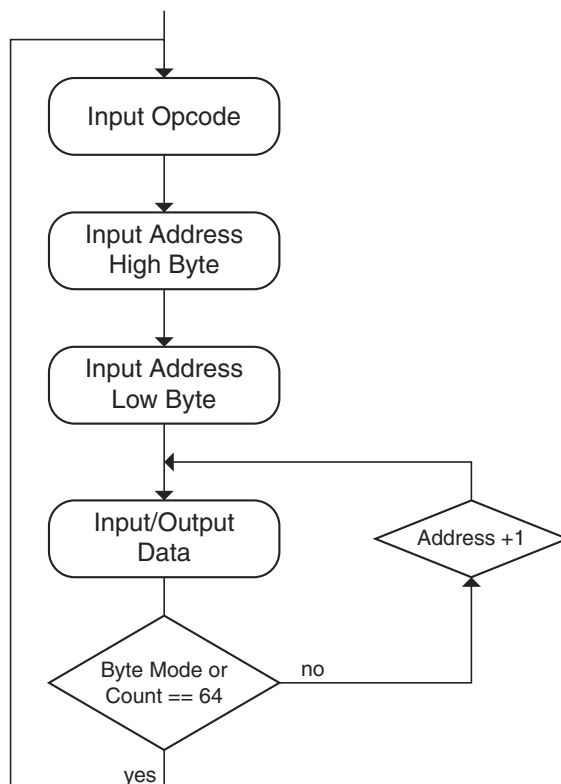 Input Opcode
Input Address
High Byte
Input Address
Low Byte
Input/Output
Data
Address +1
Byte Mode or
Count == 64
no
yes